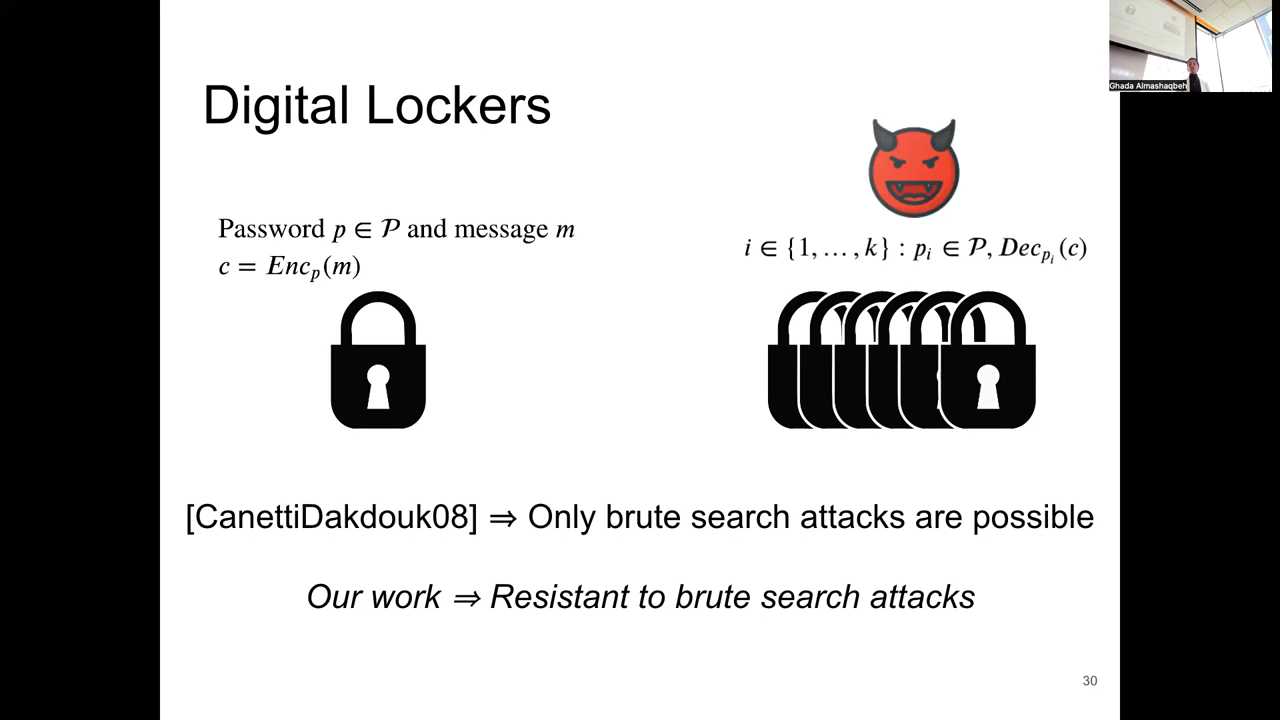 Ghada Almashaqbeh
Digital Lockers
Password p ∈ 𝒫 and message m
c = Enc_p(m)
i ∈ {1, … , k} : p_i ∈ 𝒫, Dec_{p_i}(c)
[CanettiDakdouk08] ⇒ Only brute search attacks are possible
Our work ⇒ Resistant to brute search attacks
30